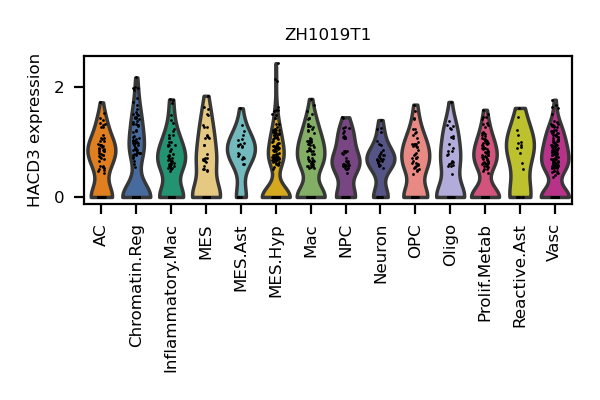 ZH1019T1
HACD3 expression
2
0
AC
Chromatin.Reg
Inflammatory.Mac
MES
MES.Ast
MES.Hyp
Mac
NPC
Neuron
OPC
Oligo
Prolif.Metab
Reactive.Ast
Vasc